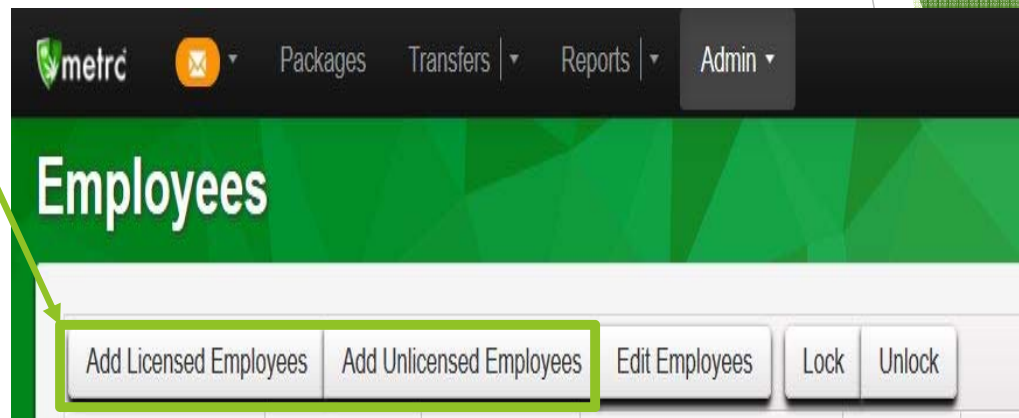 metrc Packages Transfers Reports Admin
Employees
Add Licensed Employees Add Unlicensed Employees Edit Employees Lock Unlock